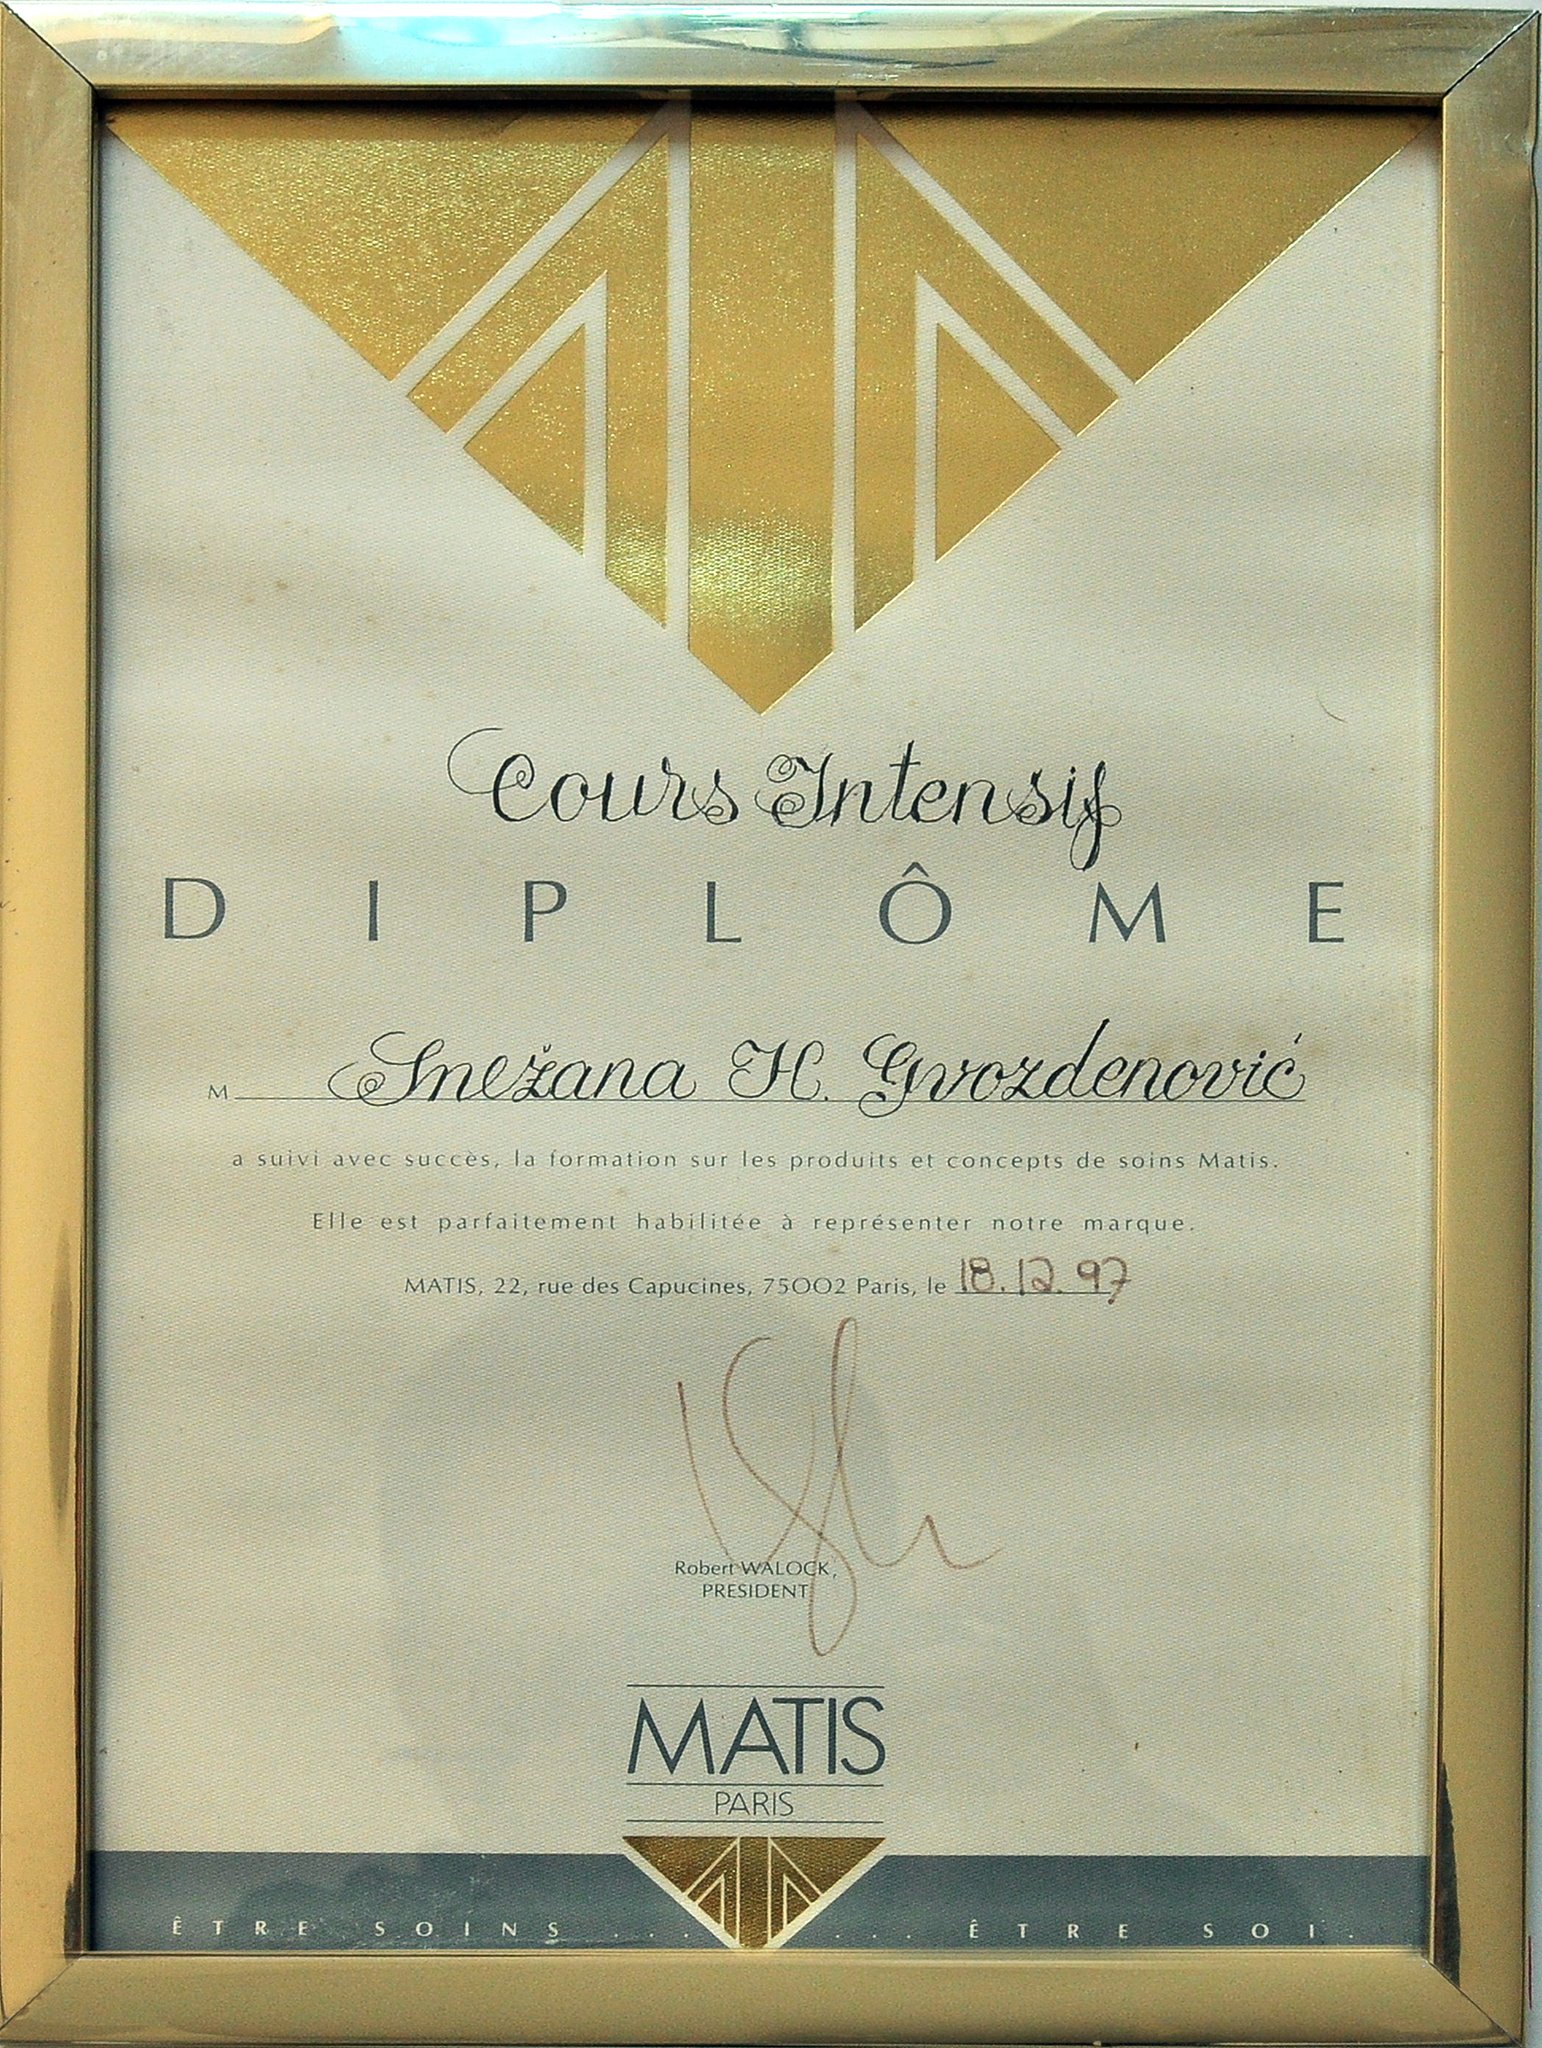 Cours Intensif
DIPLÔME
M Snežana H. Gvozdenović
a suivi avec succès, la formation sur les produits et concepts de soins Matis.
Elle est parfaitement habilitée à représenter notre marque.
MATIS, 22, rue des Capucines, 75002 Paris, le 18.12.97
Robert WALOCK,
PRESIDENT
MATIS
PARIS
ÊTRE SOINS ... ... ÊTRE SOI.